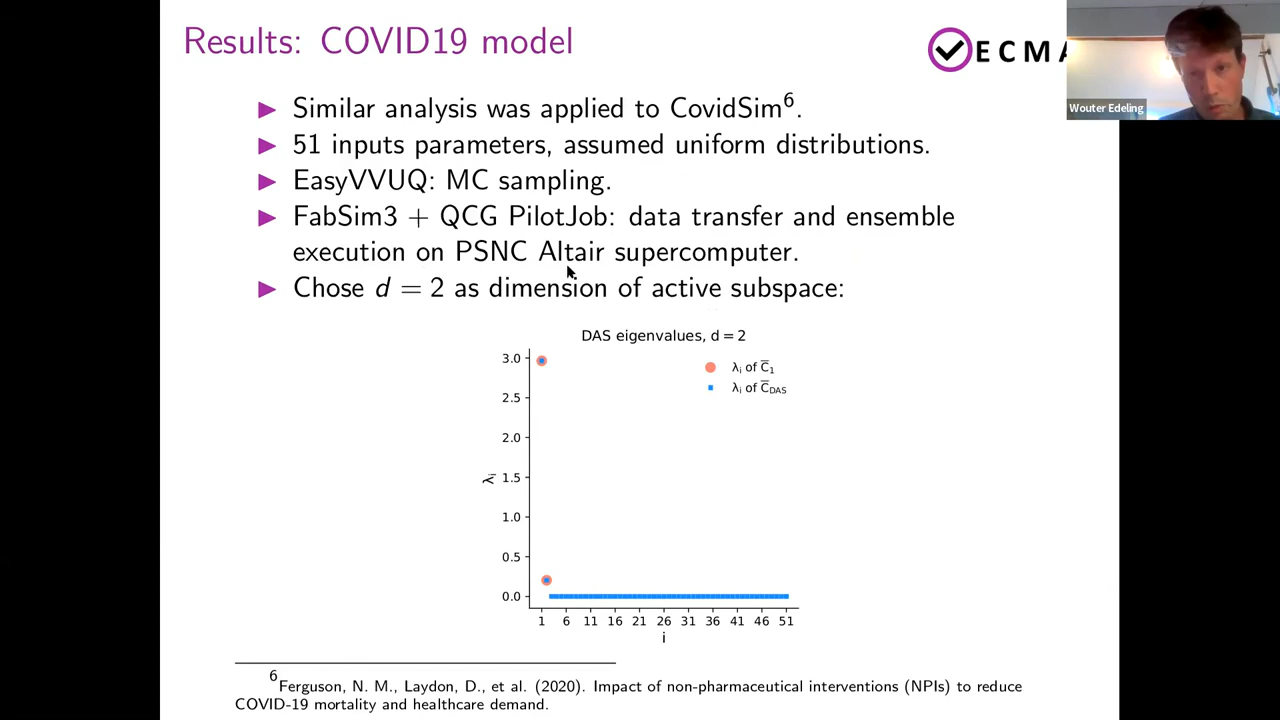 Results: COVID19 model
ECMA
Wouter Edeling
▶ Similar analysis was applied to CovidSim⁶.
▶ 51 inputs parameters, assumed uniform distributions.
▶ EasyVVUQ: MC sampling.
▶ FabSim3 + QCG PilotJob: data transfer and ensemble
execution on PSNC Altair supercomputer.
▶ Chose d = 2 as dimension of active subspace:
DAS eigenvalues, d = 2
λᵢ of C̅₁
λᵢ of C̅_DAS
3.0
2.5
2.0
1.5
1.0
0.5
0.0
λᵢ
1 6 11 16 21 26 31 36 41 46 51
i
⁶Ferguson, N. M., Laydon, D., et al. (2020). Impact of non-pharmaceutical interventions (NPIs) to reduce
COVID-19 mortality and healthcare demand.